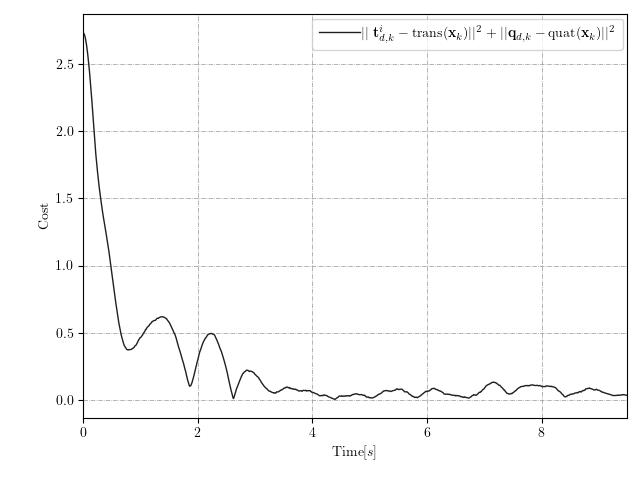 || t^i_{d,k} − trans(x_k)||^2 + ||q_{d,k} − quat(x_k)||^2
2.5
2.0
1.5
1.0
0.5
0.0
Cost
0 2 4 6 8
Time[s]